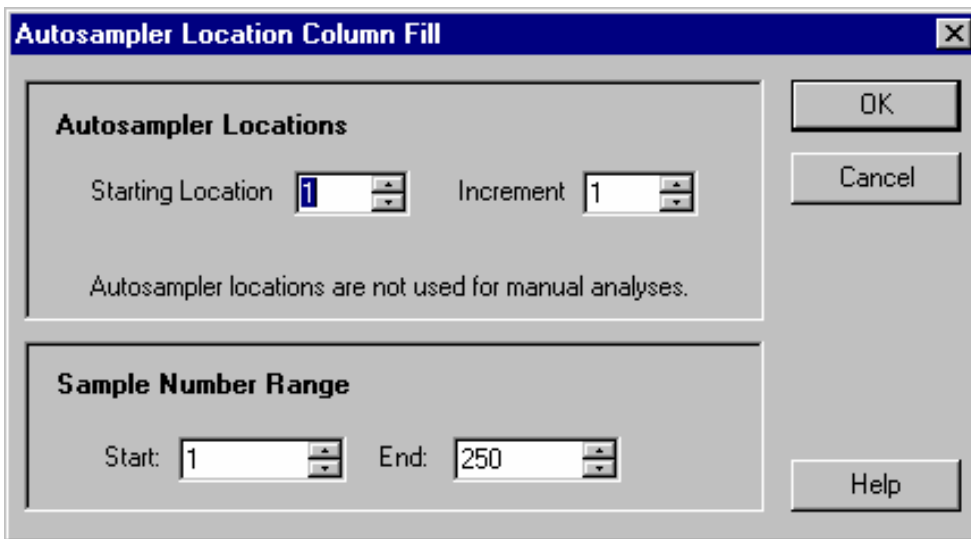 Autosampler Location Column Fill
Autosampler Locations
Starting Location 1 Increment 1
Autosampler locations are not used for manual analyses.
Sample Number Range
Start: 1 End: 250
OK
Cancel
Help